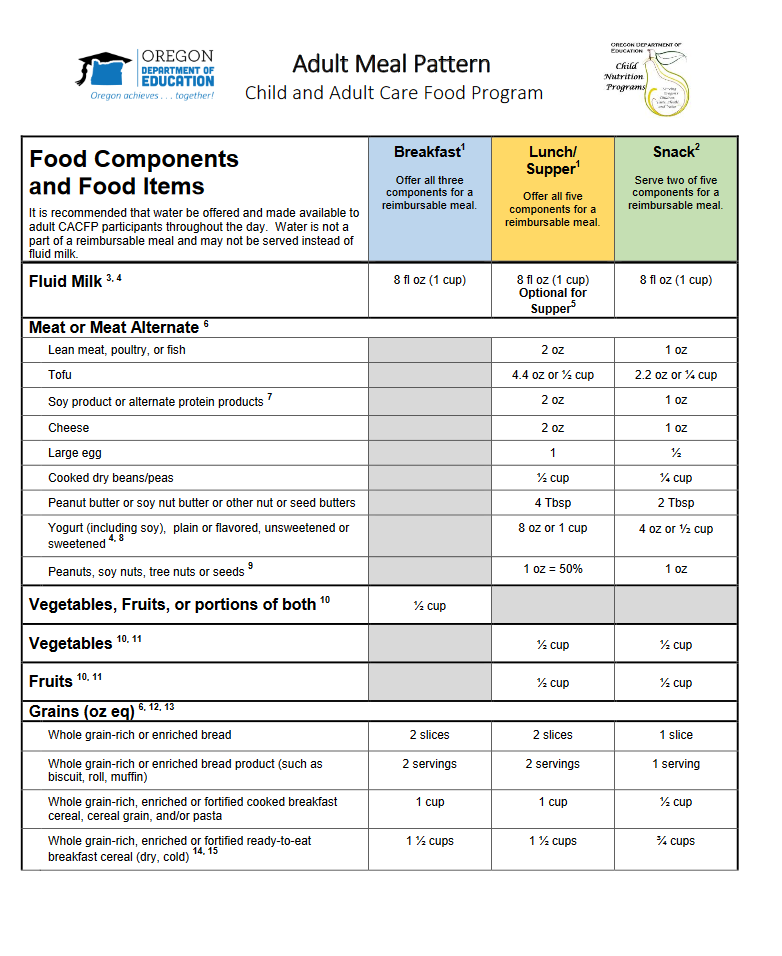 OREGON
DEPARTMENT OF
EDUCATION
Oregon achieves . . . together!
Adult Meal Pattern
Child and Adult Care Food Program
OREGON DEPARTMENT OF
EDUCATION
Child
Nutrition
Programs
Food Components
and Food Items
It is recommended that water be offered and made available to
adult CACFP participants throughout the day. Water is not a
part of a reimbursable meal and may not be served instead of
fluid milk.
Breakfast1
Offer all three
components for a
reimbursable meal.
Lunch/
Supper1
Offer all five
components for a
reimbursable meal.
Snack2
Serve two of five
components for a
reimbursable meal.
Fluid Milk 3, 4
8 fl oz (1 cup)
8 fl oz (1 cup)
Optional for
Supper5
8 fl oz (1 cup)
Meat or Meat Alternate 6
Lean meat, poultry, or fish 2 oz 1 oz
Tofu 4.4 oz or ½ cup 2.2 oz or ¼ cup
Soy product or alternate protein products 7 2 oz 1 oz
Cheese 2 oz 1 oz
Large egg 1 ½
Cooked dry beans/peas ½ cup ¼ cup
Peanut butter or soy nut butter or other nut or seed butters 4 Tbsp 2 Tbsp
Yogurt (including soy), plain or flavored, unsweetened or
sweetened 4, 8
8 oz or 1 cup 4 oz or ½ cup
Peanuts, soy nuts, tree nuts or seeds 9 1 oz = 50% 1 oz
Vegetables, Fruits, or portions of both 10 ½ cup
Vegetables 10, 11 ½ cup ½ cup
Fruits 10, 11 ½ cup ½ cup
Grains (oz eq) 6, 12, 13
Whole grain-rich or enriched bread 2 slices 2 slices 1 slice
Whole grain-rich or enriched bread product (such as
biscuit, roll, muffin)
2 servings 2 servings 1 serving
Whole grain-rich, enriched or fortified cooked breakfast
cereal, cereal grain, and/or pasta
1 cup 1 cup ½ cup
Whole grain-rich, enriched or fortified ready-to-eat
breakfast cereal (dry, cold) 14, 15
1 ½ cups 1 ½ cups ¾ cups